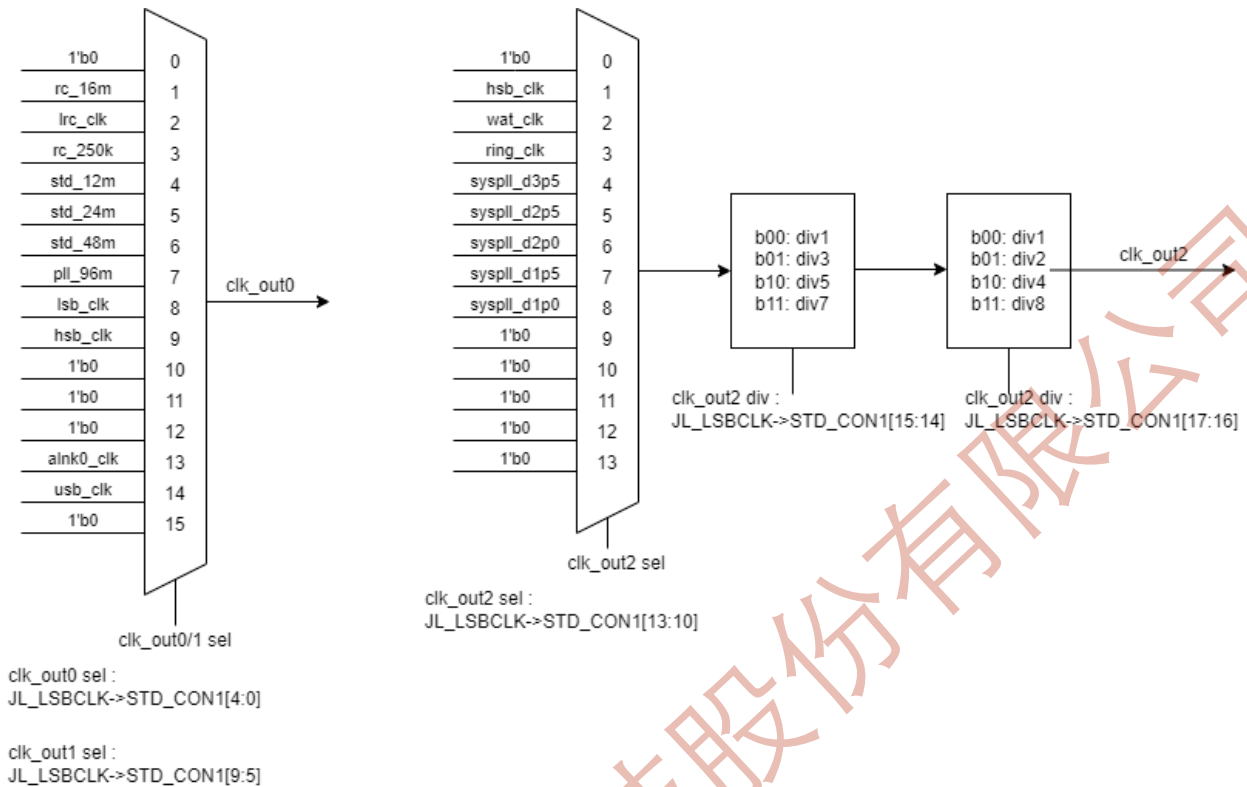 1'b0
0
rc_16m
1
lrc_clk
2
rc_250k
3
std_12m
4
std_24m
5
std_48m
6
pll_96m
7
lsb_clk
8
hsb_clk
9
1'b0
10
1'b0
11
1'b0
12
alnk0_clk
13
usb_clk
14
1'b0
15
clk_out0
clk_out0/1 sel
clk_out0 sel :
JL_LSBCLK->STD_CON1[4:0]
clk_out1 sel :
JL_LSBCLK->STD_CON1[9:5]
1'b0
0
hsb_clk
1
wat_clk
2
ring_clk
3
syspll_d3p5
4
syspll_d2p5
5
syspll_d2p0
6
syspll_d1p5
7
syspll_d1p0
8
1'b0
9
1'b0
10
1'b0
11
1'b0
12
1'b0
13
clk_out2 sel
clk_out2 sel :
JL_LSBCLK->STD_CON1[13:10]
b00: div1
b01: div3
b10: div5
b11: div7
clk_out2 div :
JL_LSBCLK->STD_CON1[15:14]
b00: div1
b01: div2
b10: div4
b11: div8
clk_out2 div :
JL_LSBCLK->STD_CON1[17:16]
clk_out2
股份有限公司